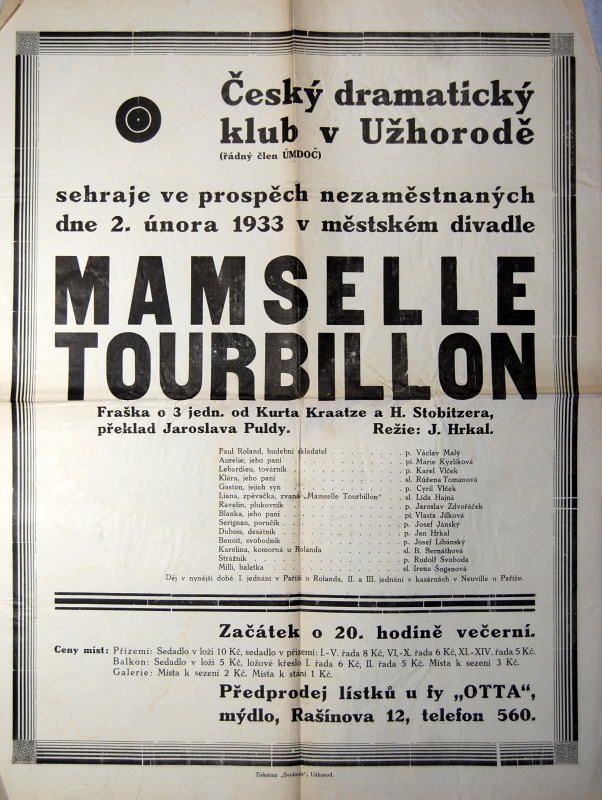 Český dramatický
klub v Užhorodě
(řádný člen ÚMDOČ)
sehraje ve prospěch nezaměstnaných
dne 2. února 1933 v městském divadle
MAMSELLE
TOURBILLON
Fraška o 3 jedn. od Kurta Kraatze a H. Stobitzera,
překlad Jaroslava Puldy. Režie: J. Hrkal.
Paul Roland, hudební skladatel . . . p. Václav Malý
Aurelie, jeho paní . . . pí. Marie Kyzlíková
Lebardieu, továrník . . . p. Karel Vlček
Klára, jeho paní . . . sl. Růžena Tomanová
Gaston, jejich syn . . . p. Cyril Vlček
Liana, zpěvačka, zvaná „Mamselle Tourbillon“ . . . sl. Lída Hajná
Ravelin, plukovník . . . p. Jaroslav Zdvořáček
Blanka, jeho paní . . . pí. Vlasta Jílková
Serignan, poručík . . . p. Josef Jánský
Dubois, desátník . . . p. Jan Hrkal
Benoit, svobodník . . . p. Josef Libánský
Karolina, komorná u Rolanda . . . sl. B. Bernáthová
Strážník . . . p. Rudolf Svoboda
Milli, baletka . . . sl. Irena Šoganová
Děj v nynější době. I. jednání v Paříži u Rolanda, II. a III. jednání v kasárnách v Neuville u Paříže.
Začátek o 20. hodině večerní.
Ceny míst: Přízemí: Sedadlo v loži 10 Kč, sedadlo v přízemí: I.-V. řada 8 Kč, VI,-X. řada 6 Kč, XI.-XIV. řada 5 Kč.
Balkon: Sedadlo v loži 5 Kč, ložové křeslo I. řada 6 Kč, II. řada 5 Kč. Místa k sezení 3 Kč.
Galerie: Místa k sezení 2 Kč. Místa k stání 1 Kč.
Předprodej lístků u fy „OTTA“,
mýdlo, Rašínova 12, telefon 560.
Tiskárna „Svoboda“, Užhorod.